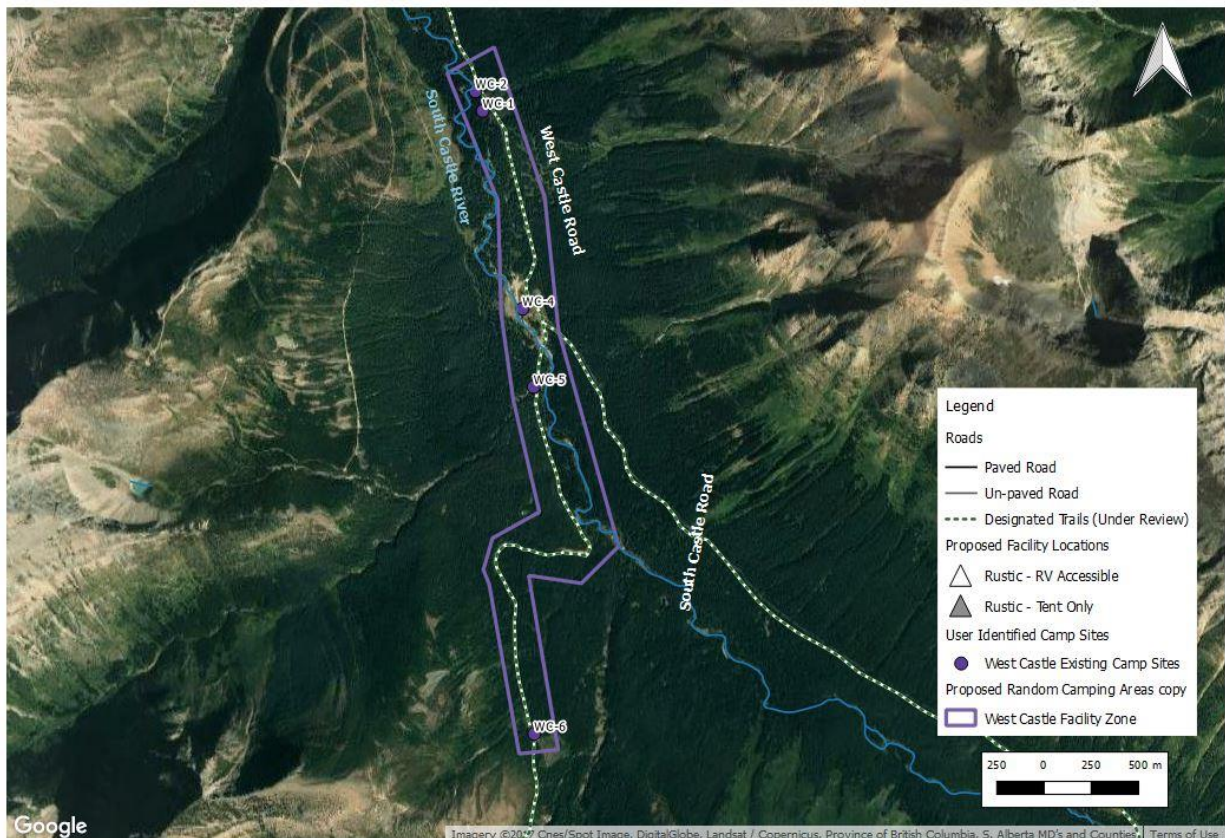 WC-2
WC-1
South Castle River
West Castle Road
WC-4
WC-5
South Castle Road
WC-6
Legend
Roads
Paved Road
Un-paved Road
Designated Trails (Under Review)
Proposed Facility Locations
Rustic - RV Accessible
Rustic - Tent Only
User Identified Camp Sites
West Castle Existing Camp Sites
Proposed Random Camping Areas copy
West Castle Facility Zone
250 0 250 500 m
Google
Imagery ©2017 Cnes/Spot Image, DigitalGlobe, Landsat / Copernicus, Province of British Columbia, S. Alberta MD's and Counties Terms of Use